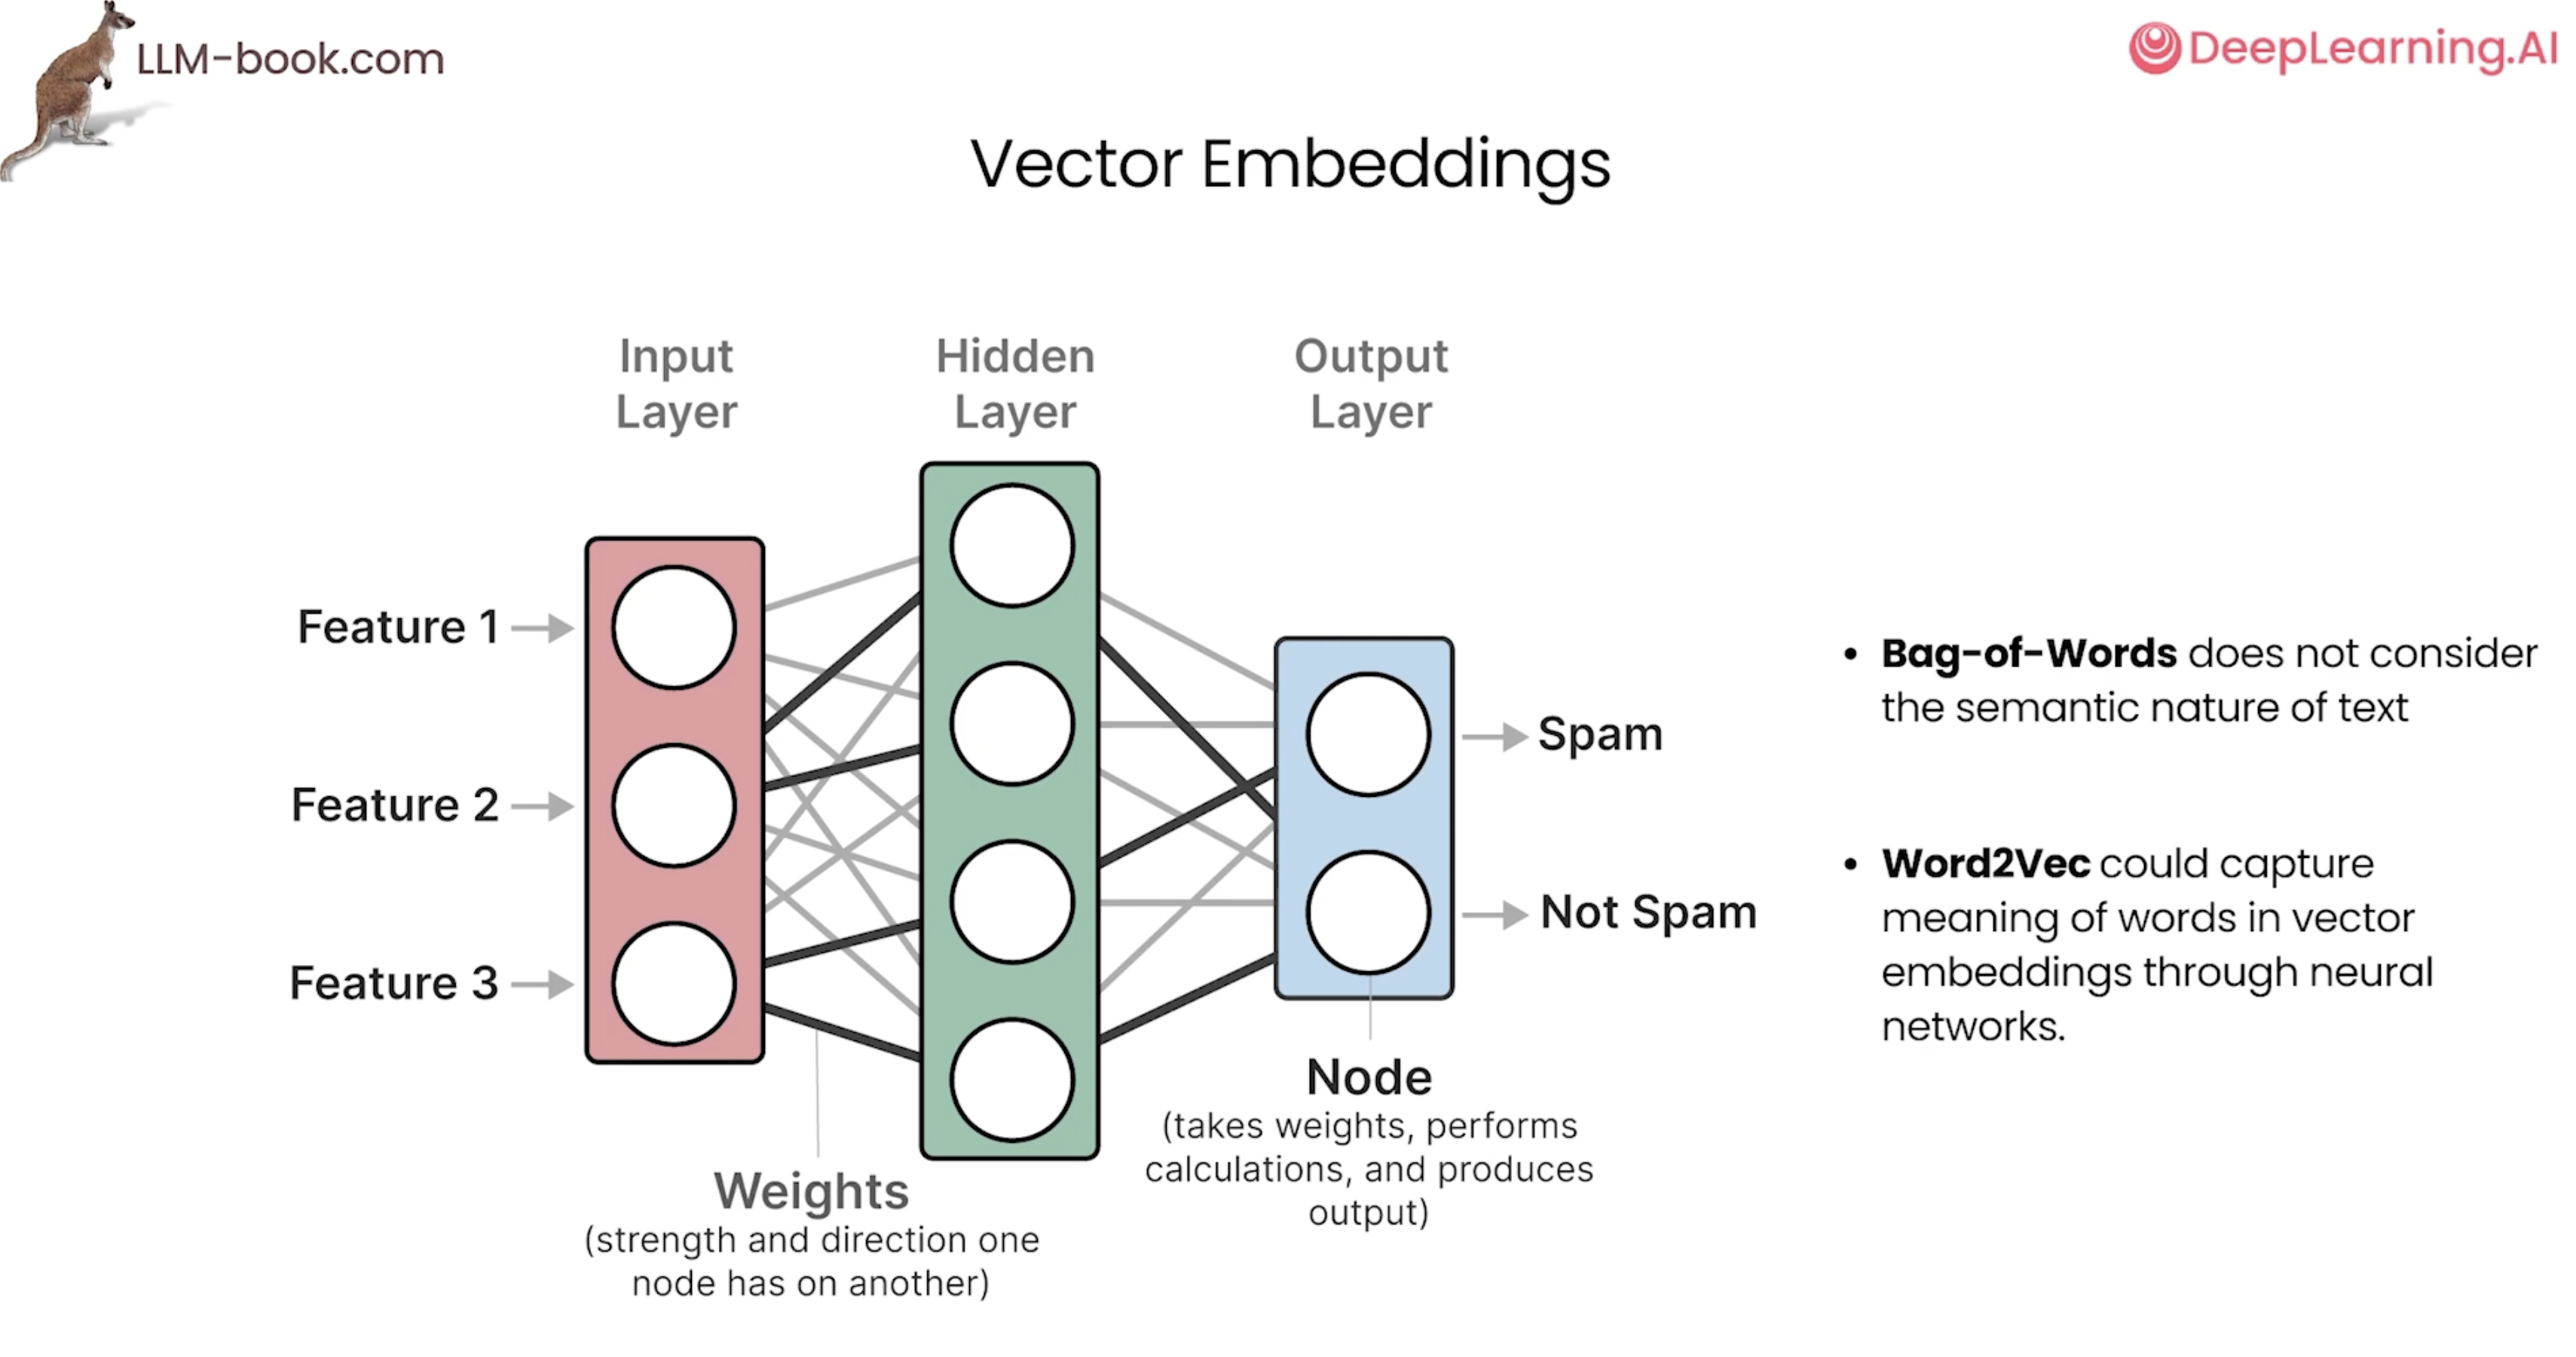 LLM-book.com
DeepLearning.AI
Vector Embeddings
Input
Layer
Hidden
Layer
Output
Layer
Feature 1
Feature 2
Feature 3
Spam
Not Spam
Node
(takes weights, performs
calculations, and produces
output)
Weights
(strength and direction one
node has on another)
• Bag-of-Words does not consider
the semantic nature of text
• Word2Vec could capture
meaning of words in vector
embeddings through neural
networks.